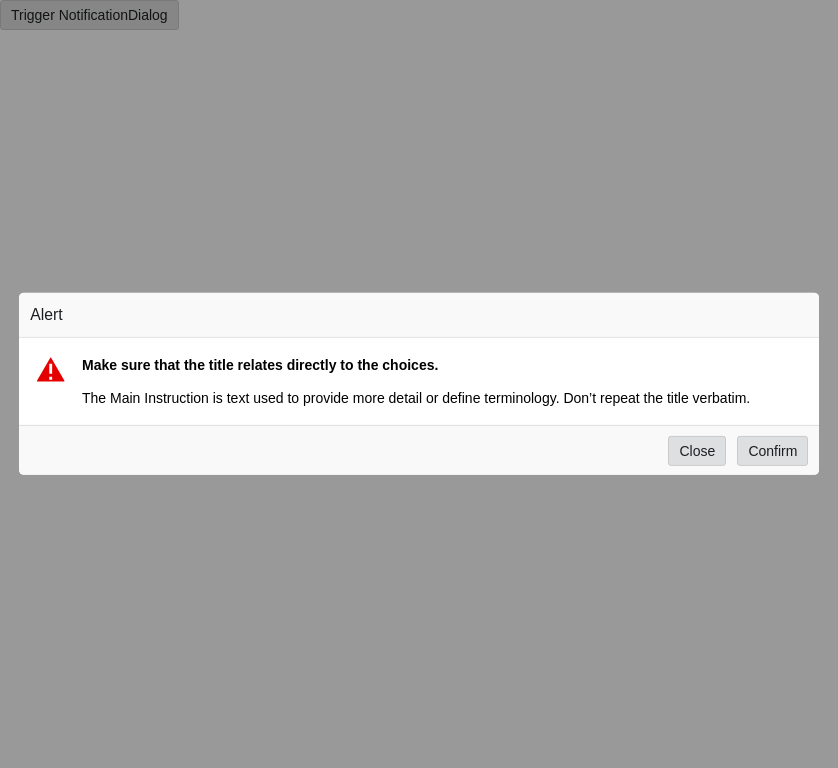 Trigger NotificationDialog
Alert
Make sure that the title relates directly to the choices.
The Main Instruction is text used to provide more detail or define terminology. Don’t repeat the title verbatim.
Close Confirm